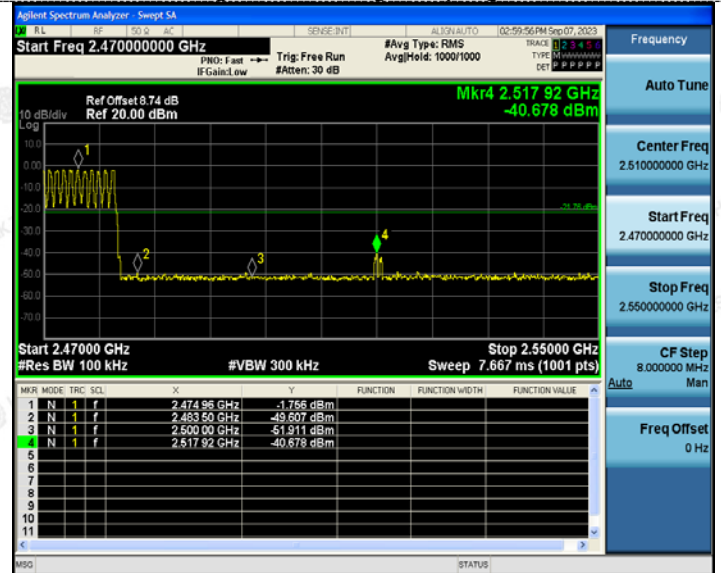 Agilent Spectrum Analyzer - Swept SA
RL RF 50 Ω AC SENSE:INT ALIGN AUTO 02:59:56 PM Sep 07, 2023
Start Freq 2.470000000 GHz
PNO: Fast
IFGain:Low
Trig: Free Run
#Atten: 30 dB
#Avg Type: RMS
Avg|Hold: 1000/1000
TRACE 1 2 3 4 5 6
TYPE
DET P P P P P P
Ref Offset 8.74 dB
10 dB/div Ref 20.00 dBm
Log
Mkr4 2.517 92 GHz
-40.678 dBm
10.0
0.00
-10.0
-20.0
-30.0
-40.0
-50.0
-60.0
-70.0
-21.76 dBm
1
2
3
4
Start 2.47000 GHz Stop 2.55000 GHz
#Res BW 100 kHz #VBW 300 kHz Sweep 7.667 ms (1001 pts)
MKR MODE TRC SCL X Y FUNCTION FUNCTION WIDTH FUNCTION VALUE
1 N 1 f 2.474 96 GHz -1.756 dBm
2 N 1 f 2.483 50 GHz -49.607 dBm
3 N 1 f 2.500 00 GHz -51.911 dBm
4 N 1 f 2.517 92 GHz -40.678 dBm
5
6
7
8
9
10
11
MSG STATUS
Frequency
Auto Tune
Center Freq
2.510000000 GHz
Start Freq
2.470000000 GHz
Stop Freq
2.550000000 GHz
CF Step
8.000000 MHz
Auto Man
Freq Offset
0 Hz